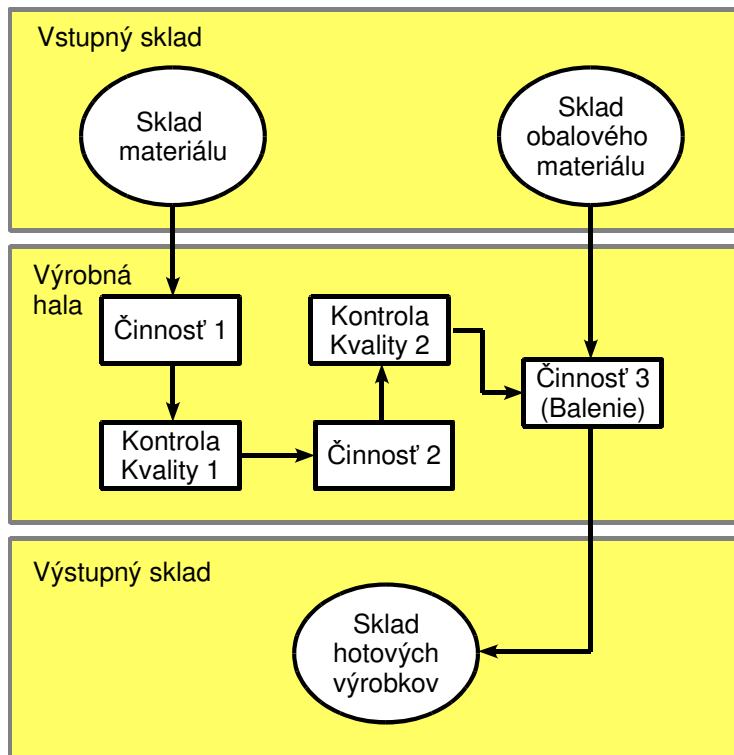 Vstupný sklad
Sklad
materiálu
Sklad
obalového
materiálu
Výrobná
hala
Činnosť 1
Kontrola
Kvality 1
Činnosť 2
Kontrola
Kvality 2
Činnosť 3
(Balenie)
Výstupný sklad
Sklad
hotových
výrobkov